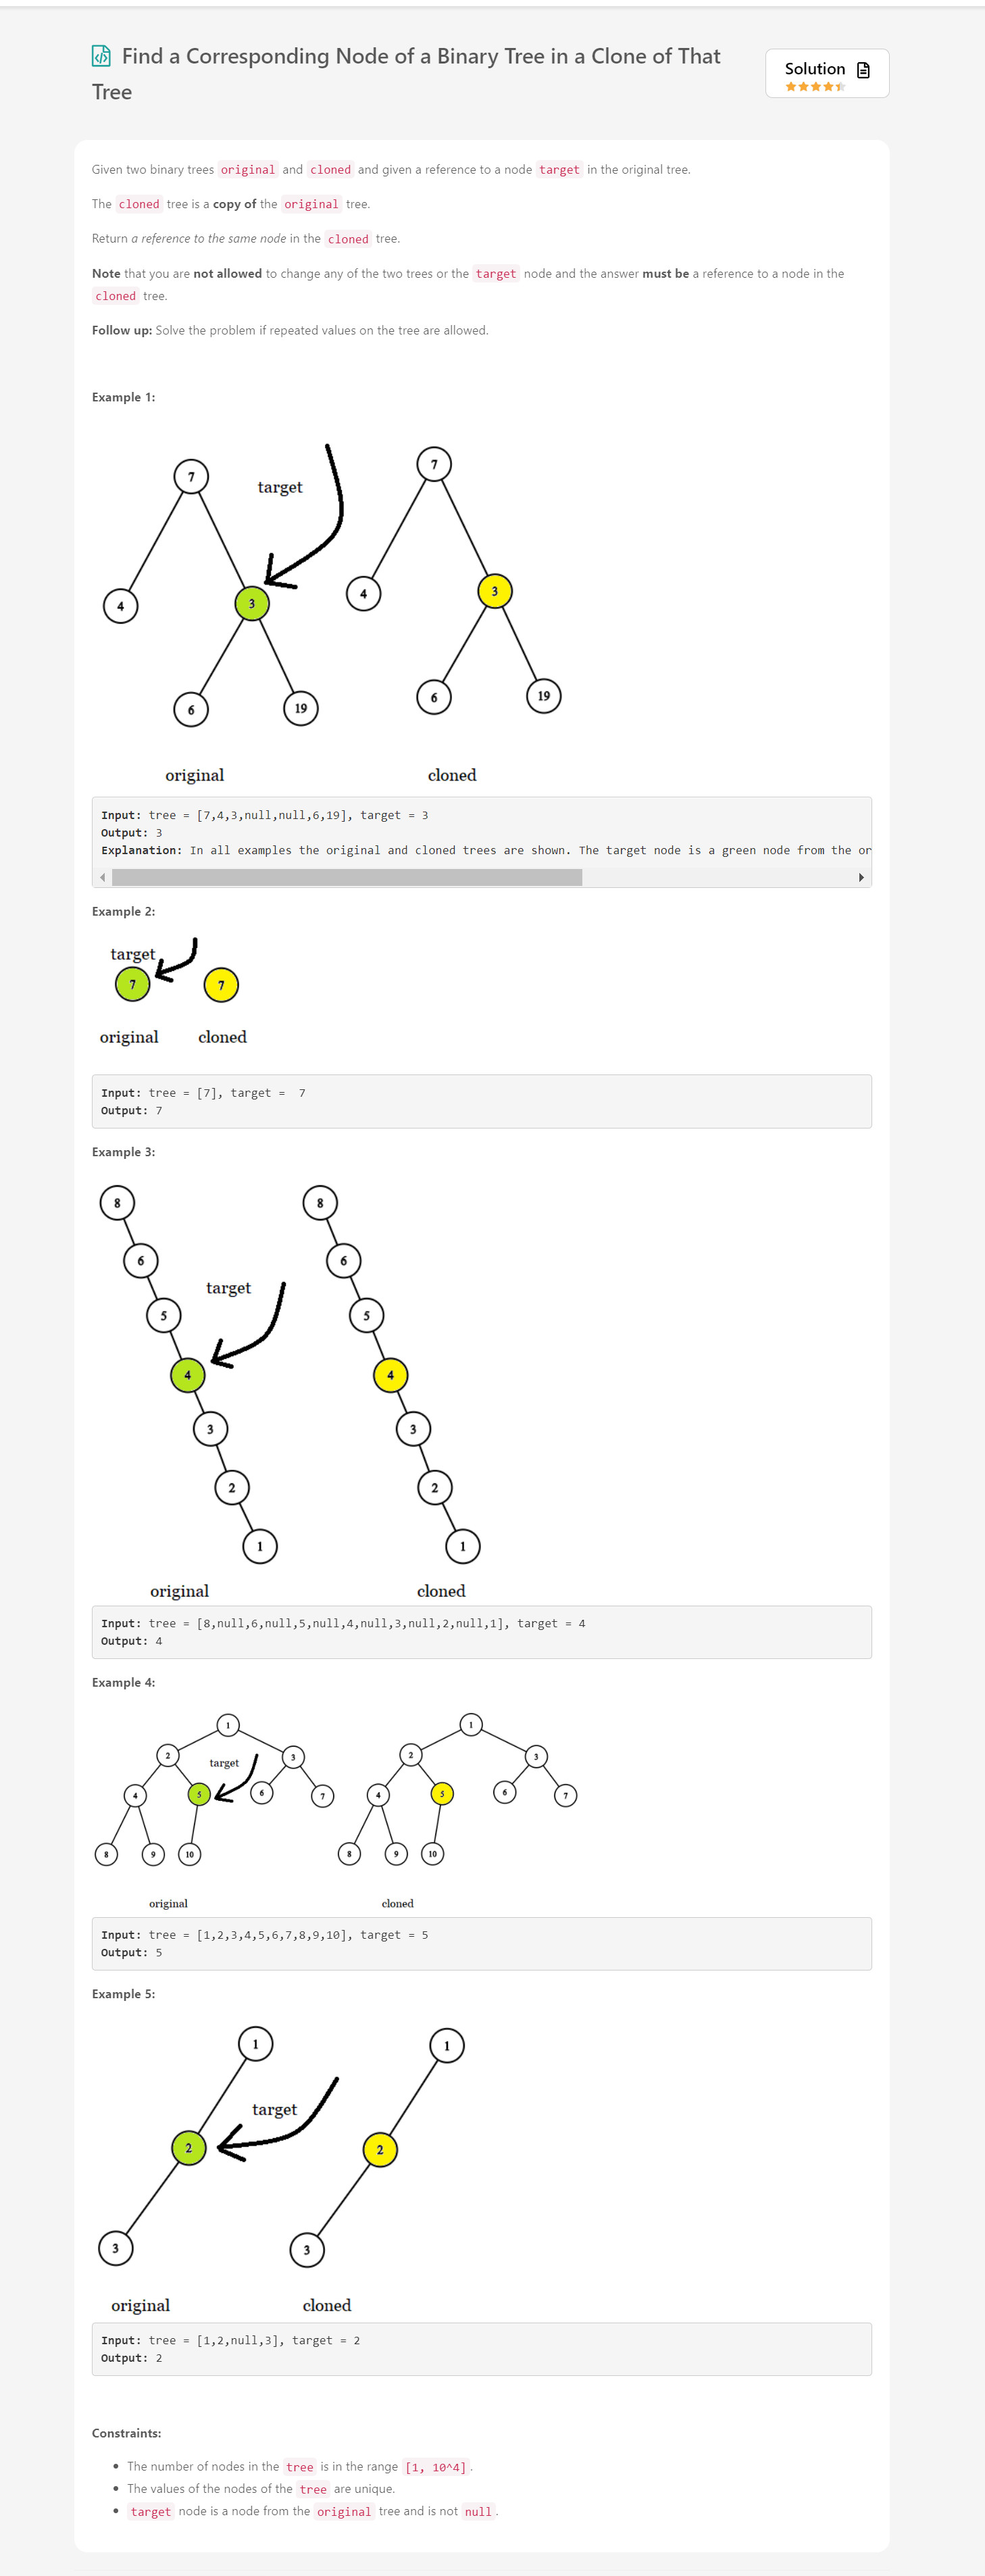 Find a Corresponding Node of a Binary Tree in a Clone of That
Tree
Solution
Given two binary trees original and cloned and given a reference to a node target in the original tree.
The cloned tree is a copy of the original tree.
Return a reference to the same node in the cloned tree.
Note that you are not allowed to change any of the two trees or the target node and the answer must be a reference to a node in the
cloned tree.
Follow up: Solve the problem if repeated values on the tree are allowed.
Example 1:
7
target
7
4
3
4
3
6
19
6
19
original
cloned
Input: tree = [7,4,3,null,null,6,19], target = 3
Output: 3
Explanation: In all examples the original and cloned trees are shown. The target node is a green node from the or
Example 2:
target
7
7
original
cloned
Input: tree = [7], target =  7
Output: 7
Example 3:
8
8
6
6
target
5
5
4
4
3
3
2
2
1
1
original
cloned
Input: tree = [8,null,6,null,5,null,4,null,3,null,2,null,1], target = 4
Output: 4
Example 4:
1
1
2
target
3
2
3
4
5
6
7
4
5
6
7
8
9
10
8
9
10
original
cloned
Input: tree = [1,2,3,4,5,6,7,8,9,10], target = 5
Output: 5
Example 5:
1
1
target
2
2
3
3
original
cloned
Input: tree = [1,2,null,3], target = 2
Output: 2
Constraints:
The number of nodes in the tree is in the range [1, 10^4].
The values of the nodes of the tree are unique.
target node is a node from the original tree and is not null.